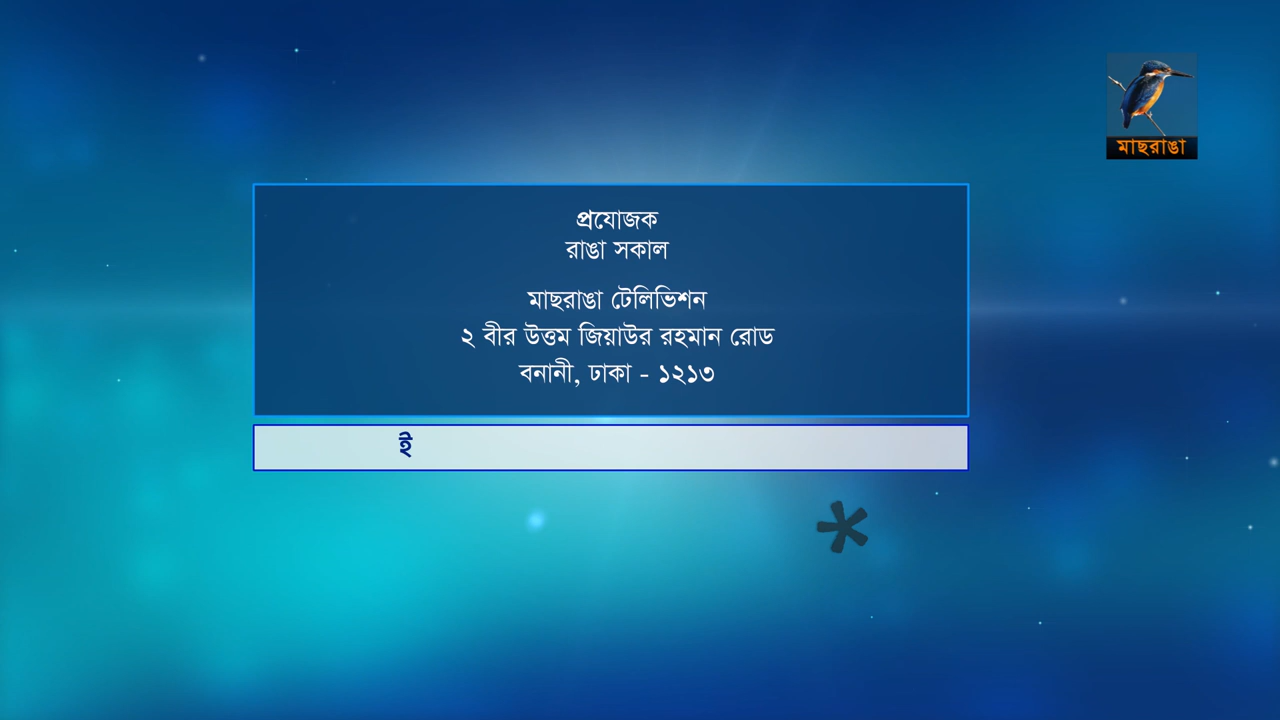 মাছরাঙা
প্রযোজক
রাঙা সকাল
মাছরাঙা টেলিভিশন
২ বীর উত্তম জিয়াউর রহমান রোড
বনানী, ঢাকা - ১২১৩
ই
*